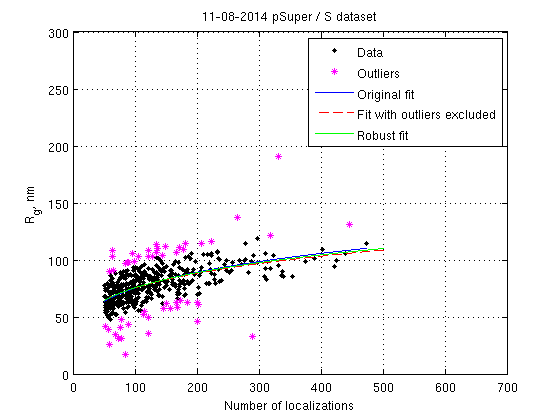 11-08-2014 pSuper / S dataset
300
250
200
150
100
50
0
Rg, nm
Data
Outliers
Original fit
Fit with outliers excluded
Robust fit
0 100 200 300 400 500 600 700
Number of localizations